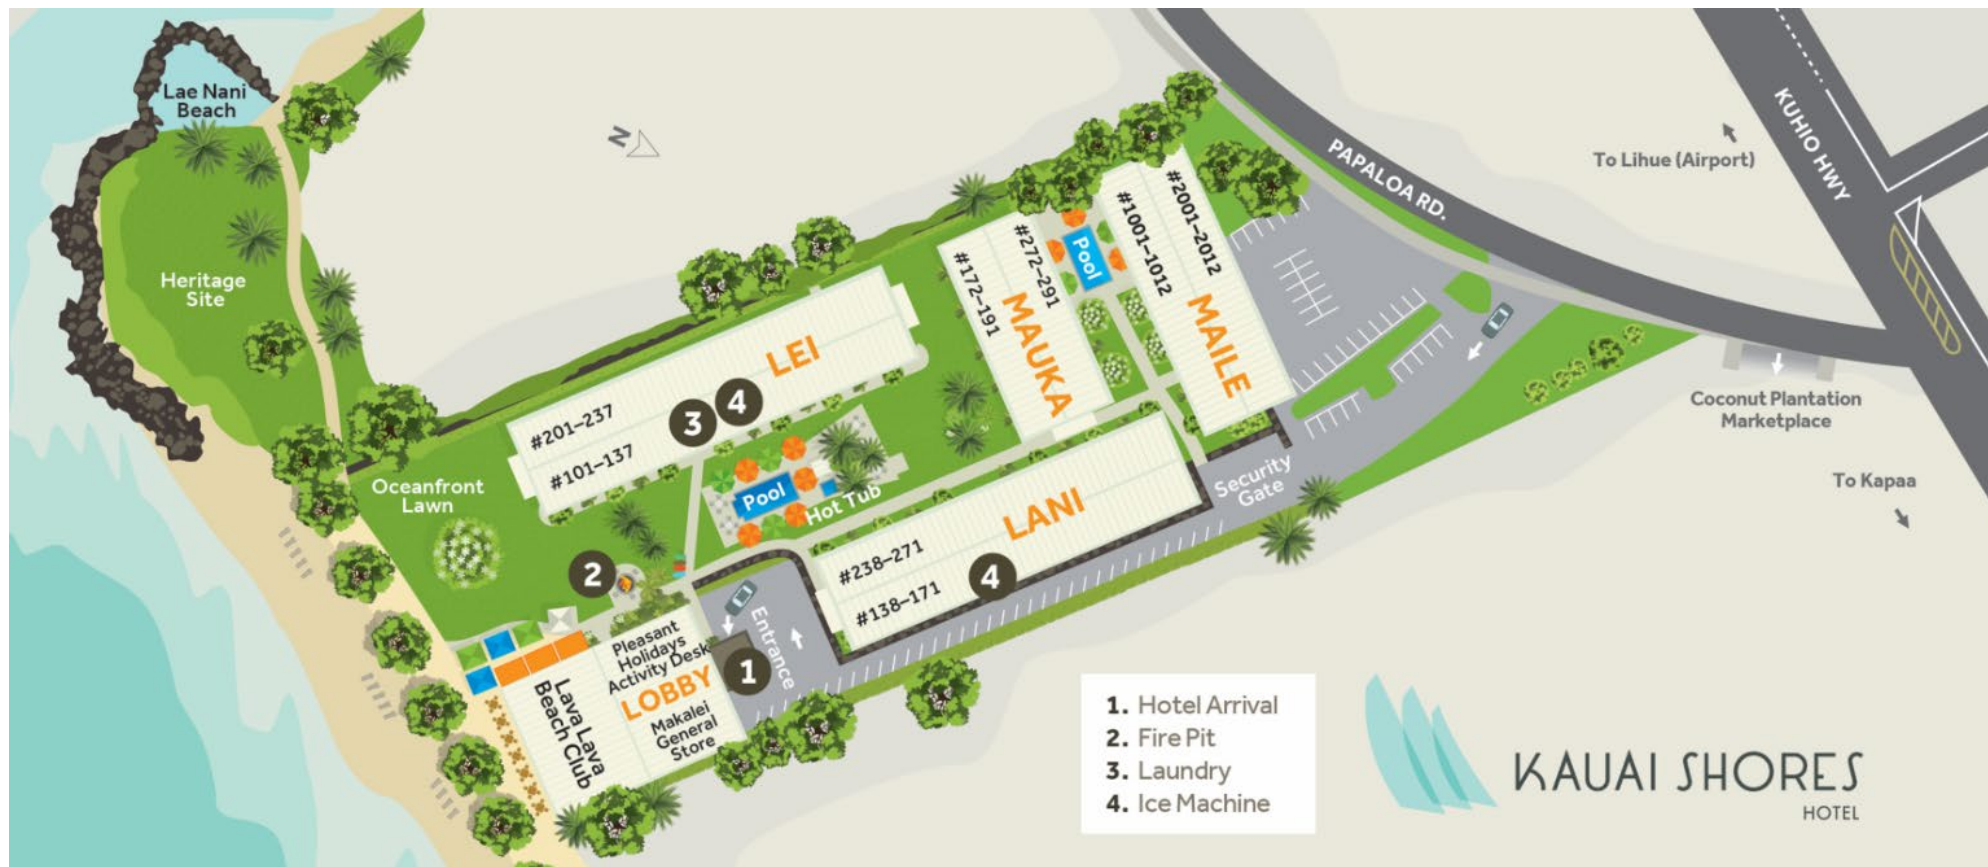 Lae Nani
Beach
Heritage
Site
N
PAPALOA RD.
KUHIO HWY
To Lihue (Airport)
Coconut Plantation
Marketplace
To Kapaa
#2001–2012
#1001–1012
MAILE
Pool
#272–291
#172–191
MAUKA
LEI
#201–237
#101–137
3
4
Oceanfront
Lawn
Pool
Hot Tub
LANI
#238–271
#138–171
4
Security
Gate
2
Entrance
1
Pleasant
Holidays
Activity Desk
LOBBY
Makalei
General
Store
Lava Lava
Beach Club
1. Hotel Arrival
2. Fire Pit
3. Laundry
4. Ice Machine
KAUAI SHORES
HOTEL